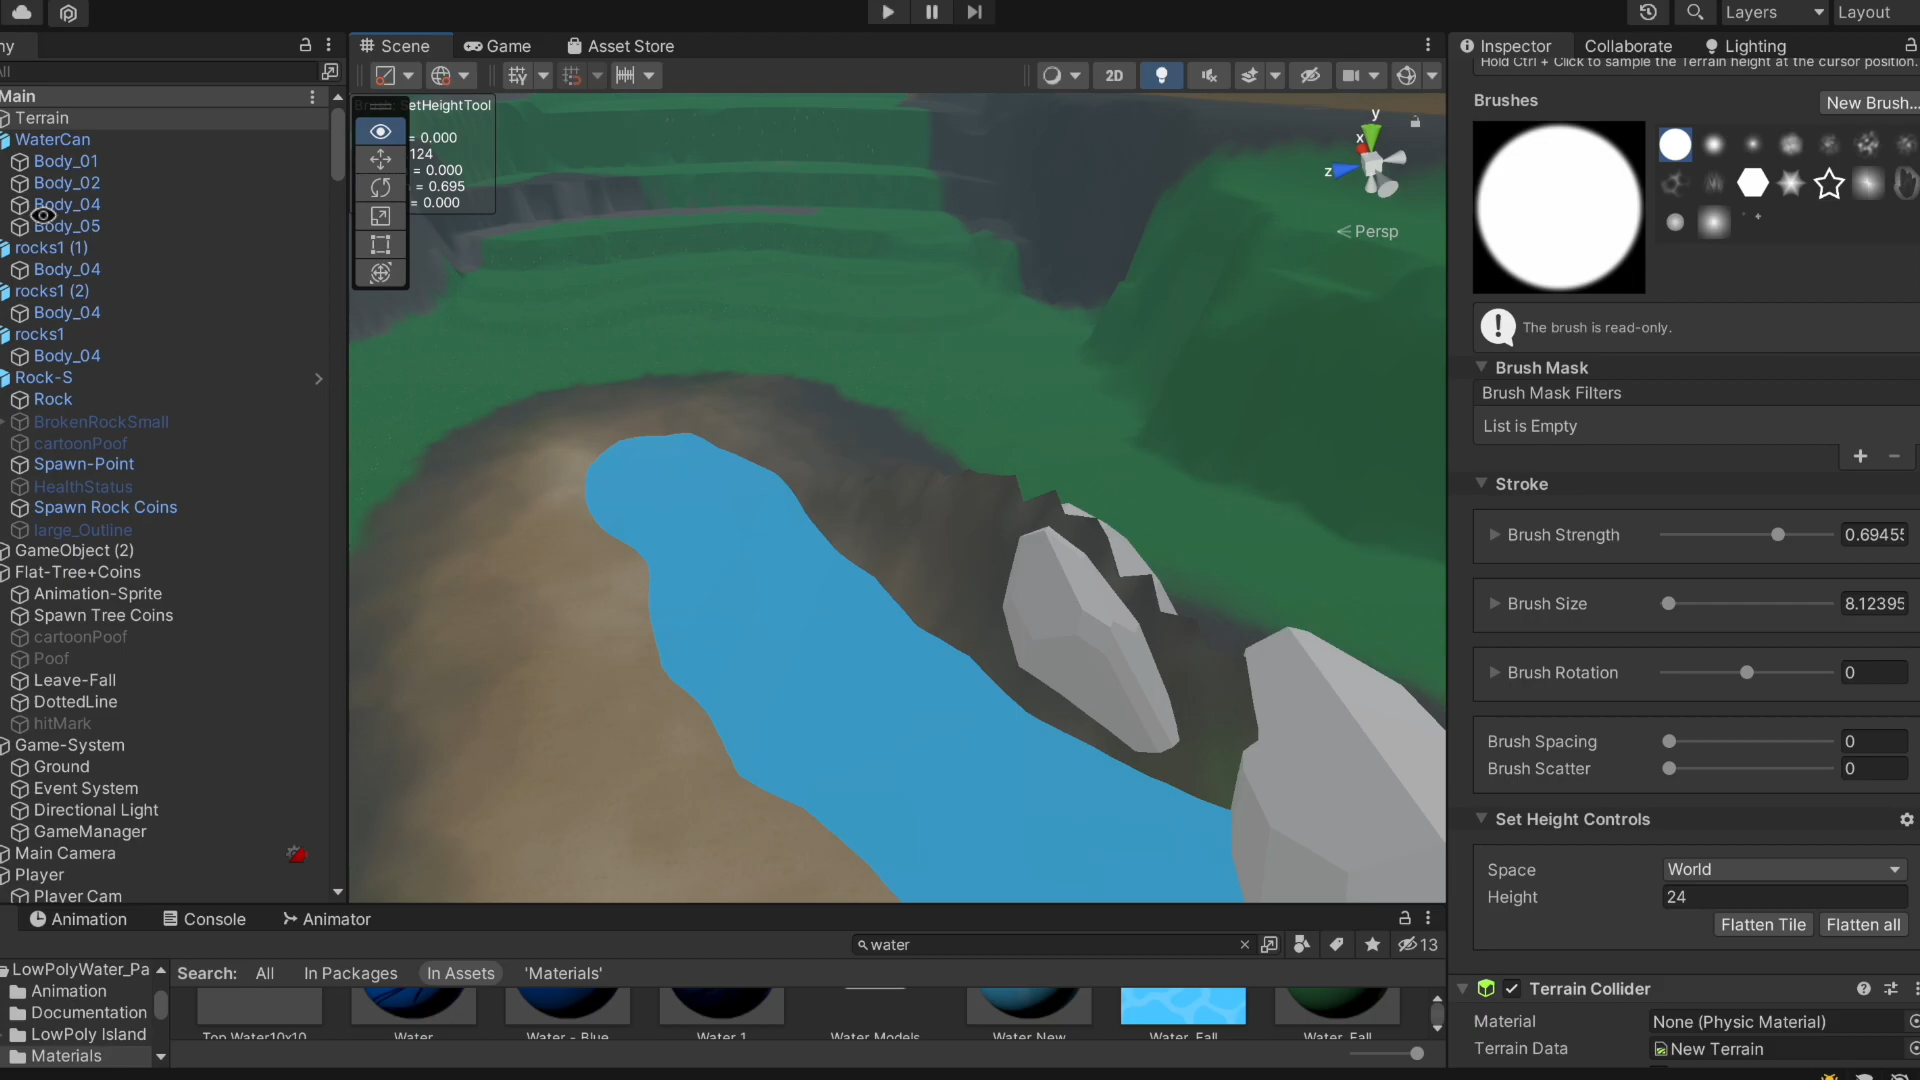 Layers
Layout
Scene
Game
Asset Store
Inspector
Collaborate
Lighting
Hold Ctrl + Click to sample the Terrain height at the cursor position.
2D
Main
Terrain
WaterCan
Body_01
Body_02
Body_04
Body_05
rocks1 (1)
Body_04
rocks1 (2)
Body_04
rocks1
Body_04
Rock-S
Rock
BrokenRockSmall
cartoonPoof
Spawn-Point
HealthStatus
Spawn Rock Coins
large_Outline
GameObject (2)
Flat-Tree+Coins
Animation-Sprite
Spawn Tree Coins
cartoonPoof
Poof
Leave-Fall
DottedLine
hitMark
Game-System
Ground
Event System
Directional Light
GameManager
Main Camera
Player
Player Cam
etHeightTool
= 0.000
124
= 0.000
= 0.695
= 0.000
y
x
z
Persp
Brushes
New Brush...
The brush is read-only.
Brush Mask
Brush Mask Filters
List is Empty
Stroke
Brush Strength
0.69455
Brush Size
8.12395
Brush Rotation
0
Brush Spacing
0
Brush Scatter
0
Set Height Controls
Space
World
Height
24
Flatten Tile
Flatten all
Terrain Collider
Material
None (Physic Material)
Terrain Data
New Terrain
Animation
Console
Animator
water
13
LowPolyWater_Pa
Animation
Documentation
LowPoly Island
Materials
Search:
All
In Packages
In Assets
'Materials'
Top Water10x10
Water
Water - Blue
Water 1
Water Models
Water New
Water Fall
Water Fall